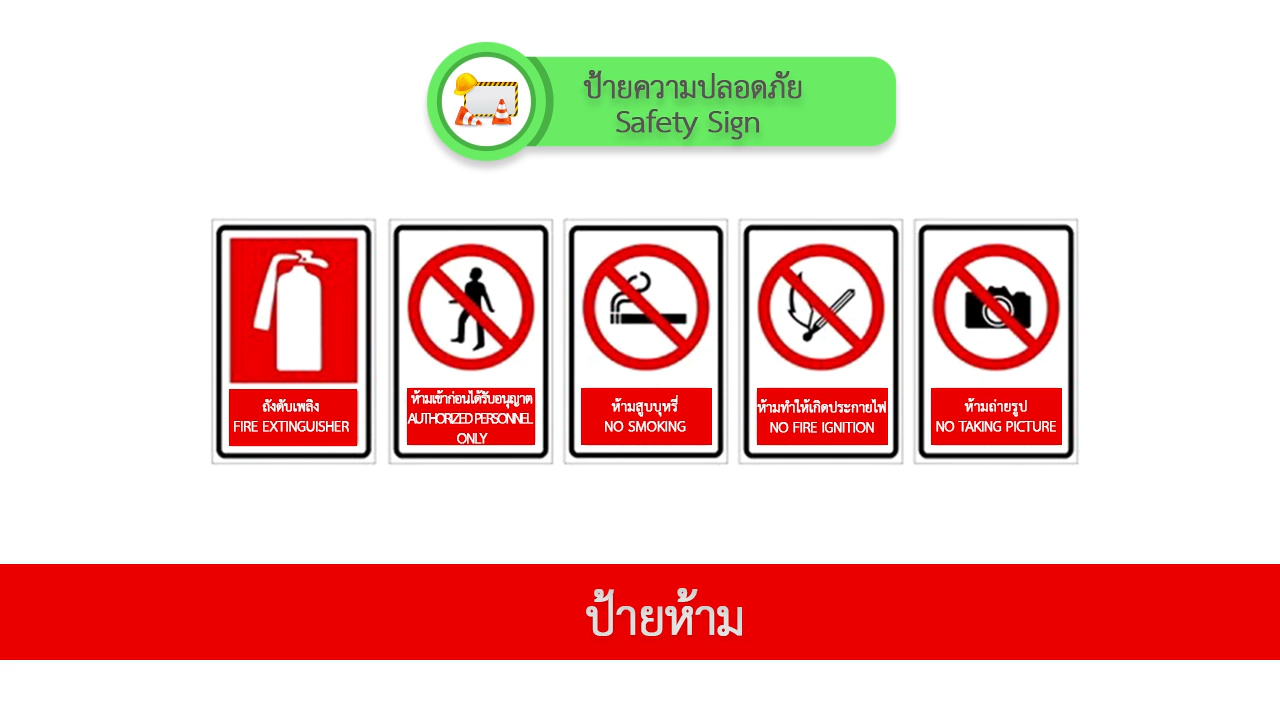 ป้ายความปลอดภัย
Safety Sign
ถังดับเพลิง
FIRE EXTINGUISHER
ห้ามเข้าก่อนได้รับอนุญาต
AUTHORIZED PERSONNEL
ONLY
ห้ามสูบบุหรี่
NO SMOKING
ห้ามทำให้เกิดประกายไฟ
NO FIRE IGNITION
ห้ามถ่ายรูป
NO TAKING PICTURE
ป้ายห้าม